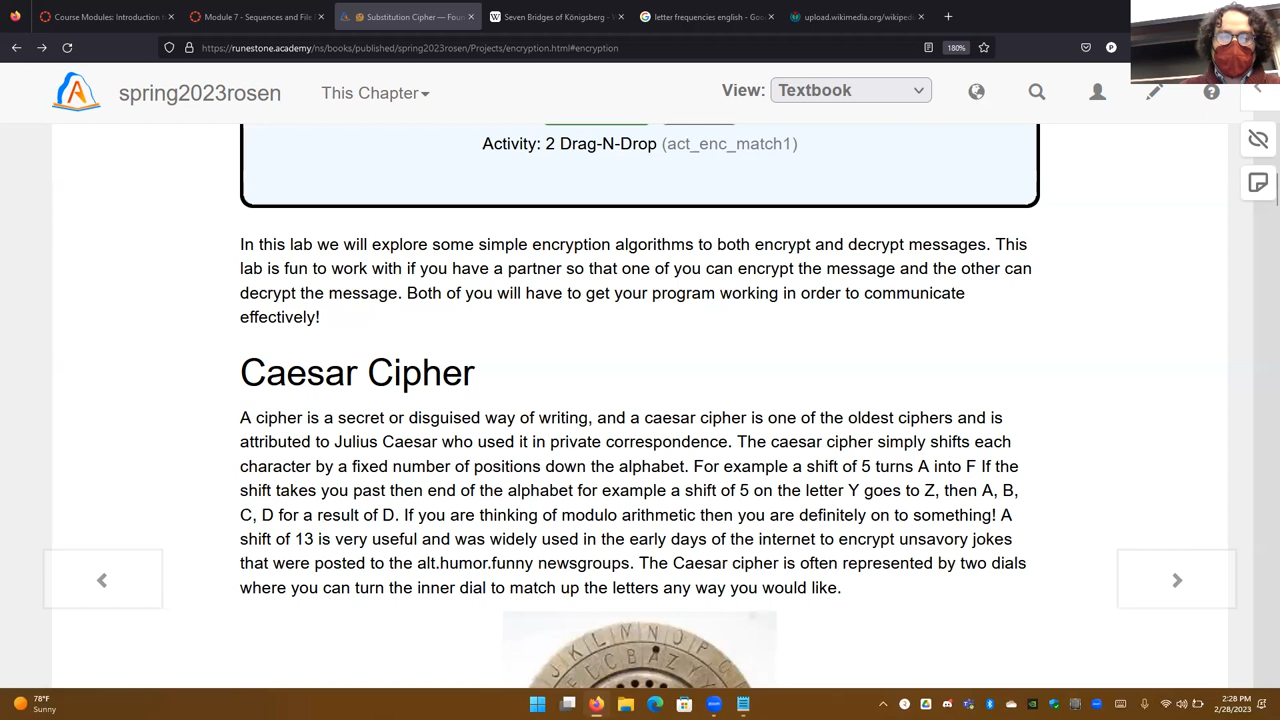 Course Modules: Introduction t
Module 7 - Sequences and File
Substitution Cipher — Foun
Seven Bridges of Königsberg - W
letter frequencies english - Goo
upload.wikimedia.org/wikiped
https://runestone.academy/ns/books/published/spring2023rosen/Projects/encryption.html#encryption
180%
spring2023rosen
This Chapter
View:
Textbook
Activity: 2 Drag-N-Drop (act_enc_match1)
In this lab we will explore some simple encryption algorithms to both encrypt and decrypt messages. This
lab is fun to work with if you have a partner so that one of you can encrypt the message and the other can
decrypt the message. Both of you will have to get your program working in order to communicate
effectively!
Caesar Cipher
A cipher is a secret or disguised way of writing, and a caesar cipher is one of the oldest ciphers and is
attributed to Julius Caesar who used it in private correspondence. The caesar cipher simply shifts each
character by a fixed number of positions down the alphabet. For example a shift of 5 turns A into F If the
shift takes you past then end of the alphabet for example a shift of 5 on the letter Y goes to Z, then A, B,
C, D for a result of D. If you are thinking of modulo arithmetic then you are definitely on to something! A
shift of 13 is very useful and was widely used in the early days of the internet to encrypt unsavory jokes
that were posted to the alt.humor.funny newsgroups. The Caesar cipher is often represented by two dials
where you can turn the inner dial to match up the letters any way you would like.
J K L M N O P
E C B A Z Y
78°F
Sunny
2:28 PM
2/28/2023